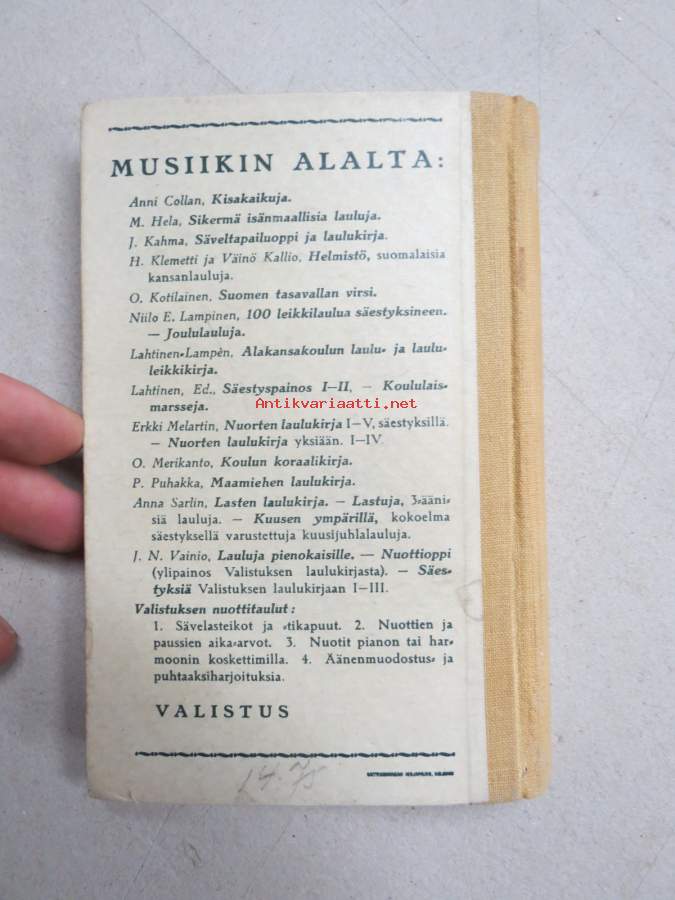 MUSIIKIN ALALTA:
Anni Collan, Kisakaikuja.
M. Hela, Sikermä isänmaallisia lauluja.
J. Kahma, Säveltapailuoppi ja laulukirja.
H. Klemetti ja Väinö Kallio, Helmistö, suomalaisia
kansanlauluja.
O. Kotilainen, Suomen tasavallan virsi.
Niilo E. Lampinen, 100 leikkilaulua säestyksineen.
— Joululauluja.
Lahtinen-Lampèn, Alakansakoulun laulu- ja laulu-
leikkikirja.
Lahtinen, Ed., Säestyspainos I—II, — Koululais-
marsseja.
Antikvariaatti.net
Erkki Melartin, Nuorten laulukirja I—V, säestyksillä.
— Nuorten laulukirja yksiään. I—IV.
O. Merikanto, Koulun koraalikirja.
P. Puhakka, Maamiehen laulukirja.
Anna Sarlin, Lasten laulukirja. — Lastuja, 3-ääni-
siä lauluja. — Kuusen ympärillä, kokoelma
säestyksellä varustettuja kuusijuhlalauluja.
J. N. Vainio, Lauluja pienokaisille. — Nuottioppi
(ylipainos Valistuksen laulukirjasta). — Säes-
tyksiä Valistuksen laulukirjaan I—III.
Valistuksen nuottitaulut:
1. Sävelasteikot ja -tikapuut. 2. Nuottien ja
paussien aika-arvot. 3. Nuotit pianon tai har-
moonin koskettimilla. 4. Äänenmuodostus- ja
puhtaaksiharjoituksia.
VALISTUS